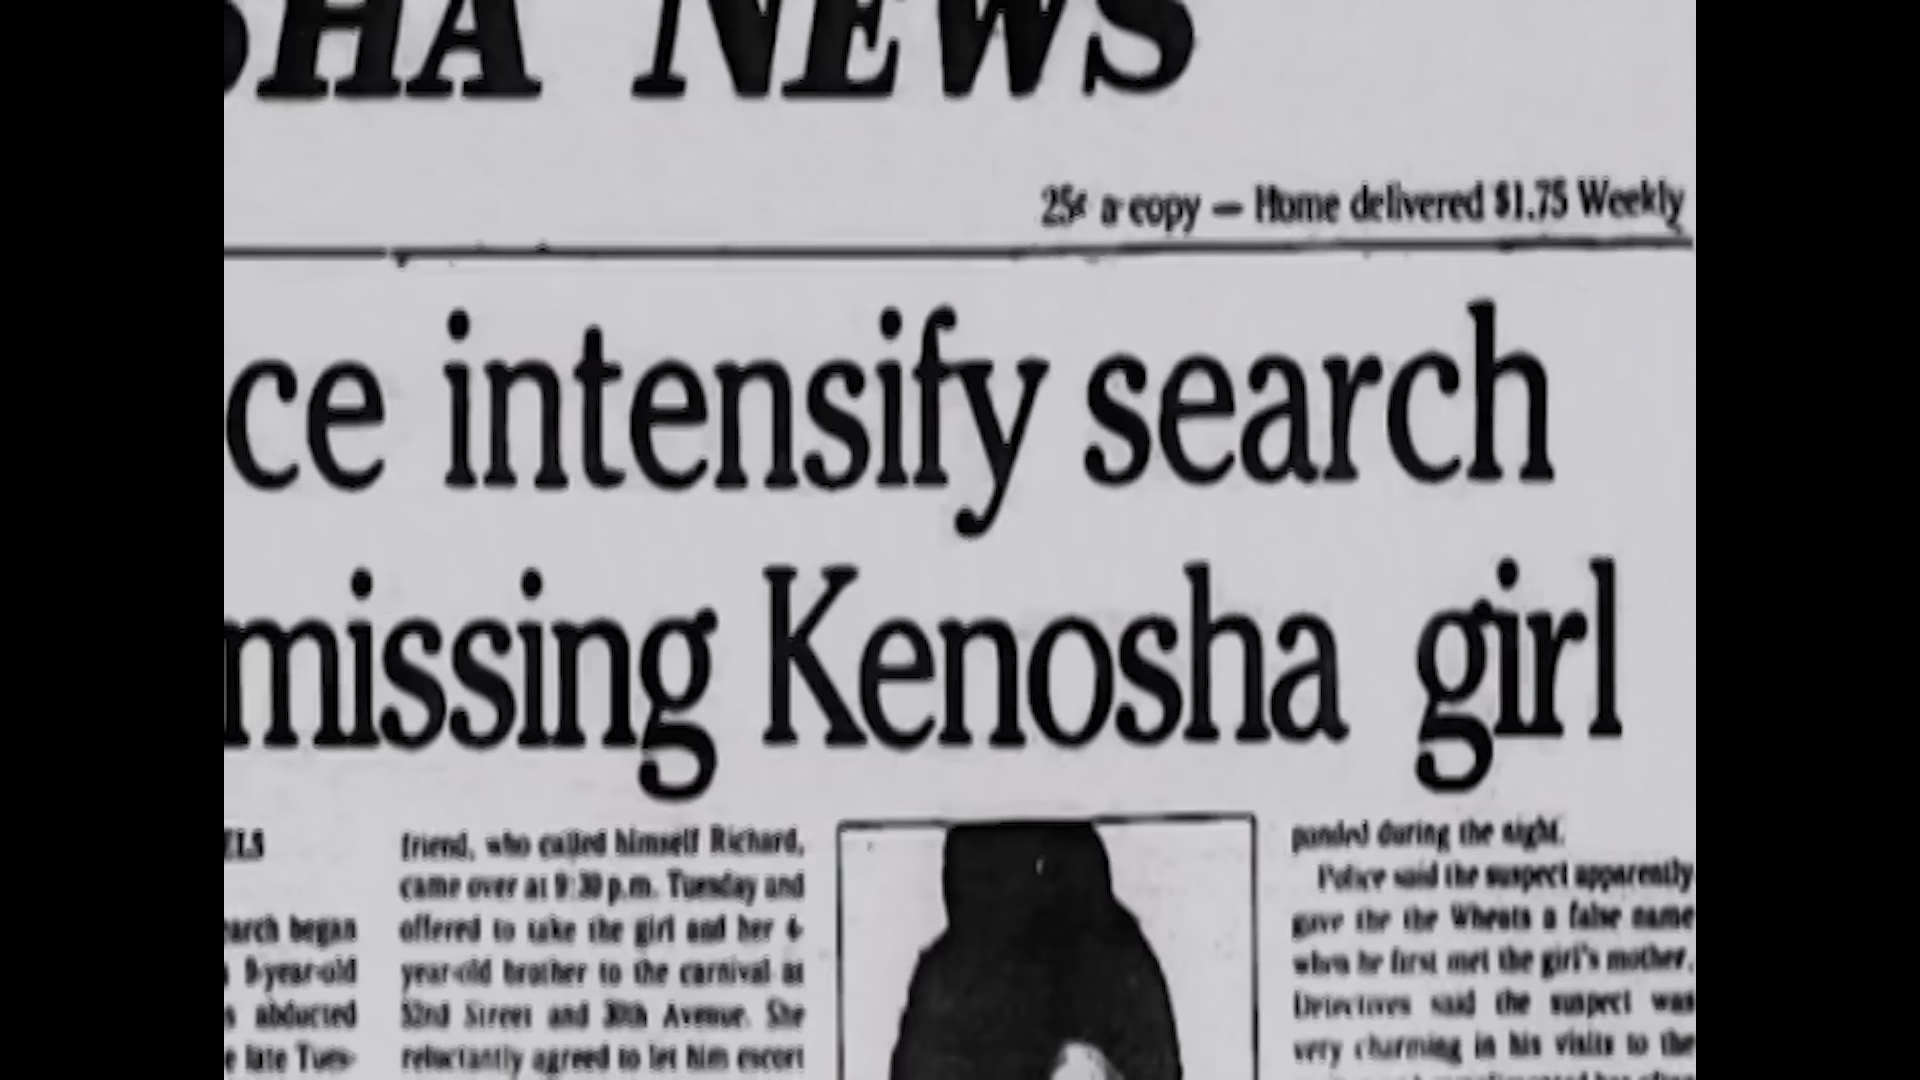 SHA NEWS
25¢ a copy — Home delivered $1.75 Weekly
ce intensify search
missing Kenosha girl
ELS
earch began
9-year-old
s abducted
e late Tues-
friend, who called himself Richard,
came over at 9:30 p.m. Tuesday and
offered to take the girl and her 4-
year-old brother to the carnival at
52nd Street and 30th Avenue. She
reluctantly agreed to let him escort
panded during the night.
Police said the suspect apparently
gave the the Wheats a false name
when he first met the girl's mother.
Detectives said the suspect was
very charming in his visits to the